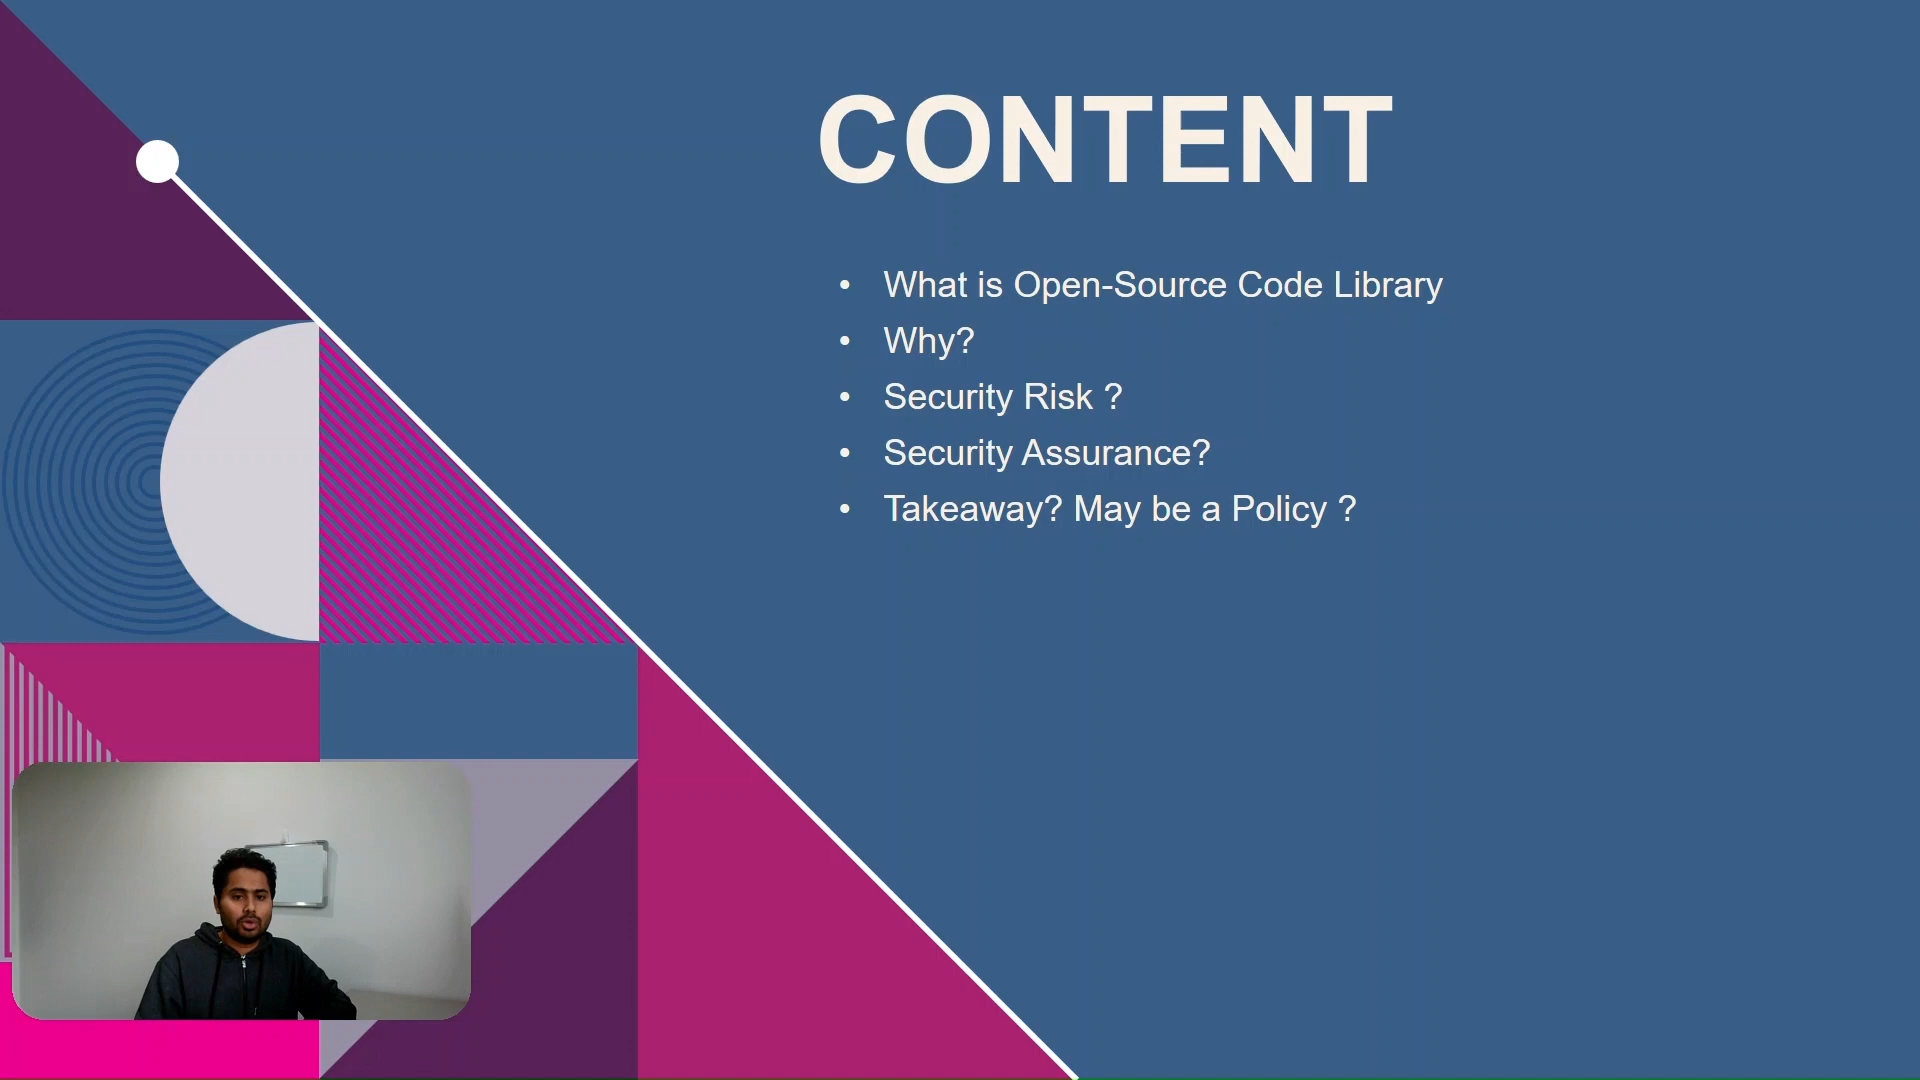 CONTENT
• What is Open-Source Code Library
• Why?
• Security Risk ?
• Security Assurance?
• Takeaway? May be a Policy ?